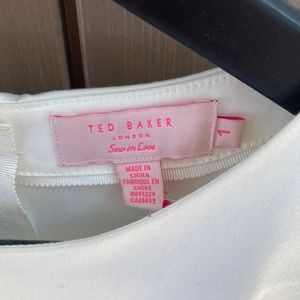 TED BAKER
LONDON
Sew in Love
1
MADE IN
CHINA
FABRIQUE EN
CHINE